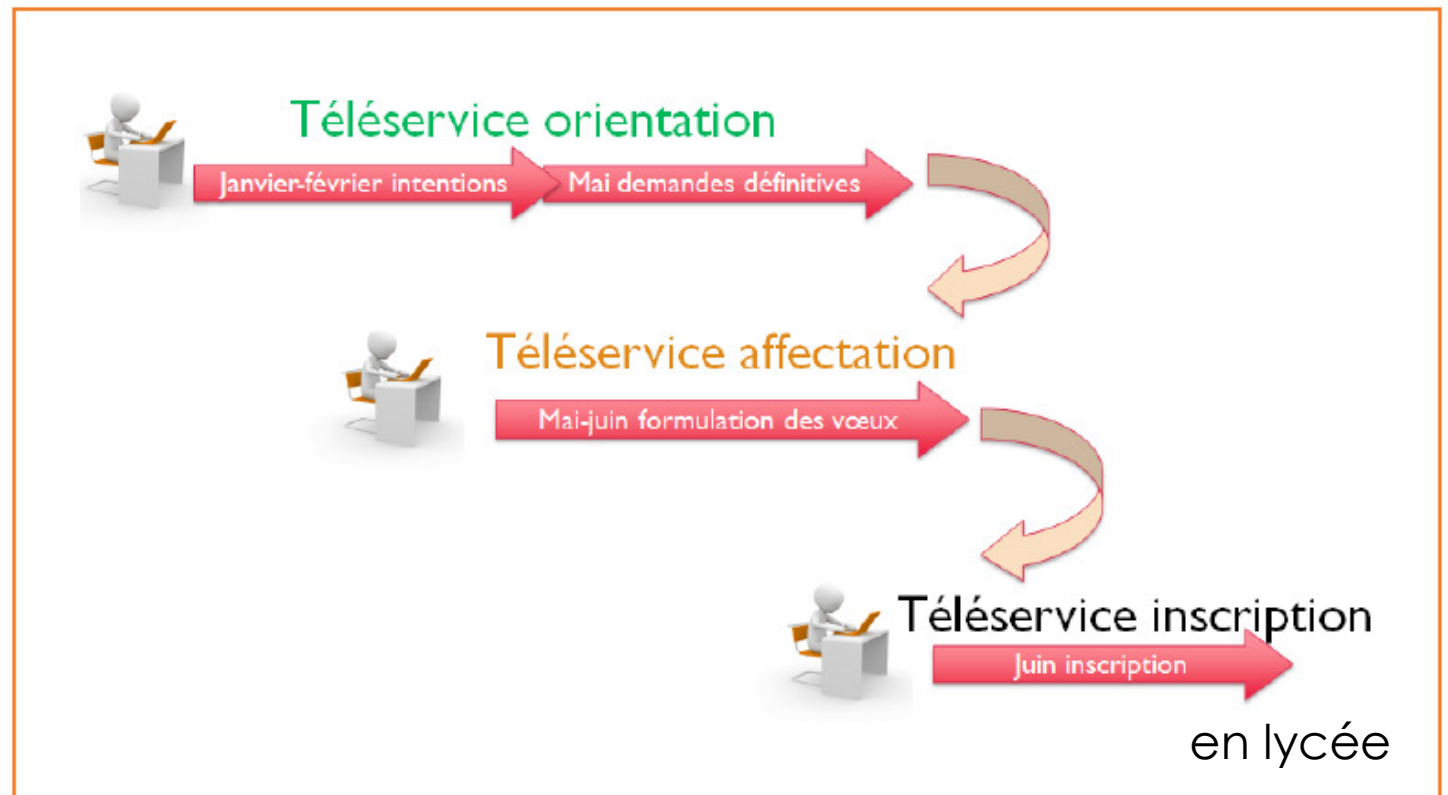 Téléservice orientation
Janvier-février intentions
Mai demandes définitives
Téléservice affectation
Mai-juin formulation des vœux
Téléservice inscription
Juin inscription
en lycée